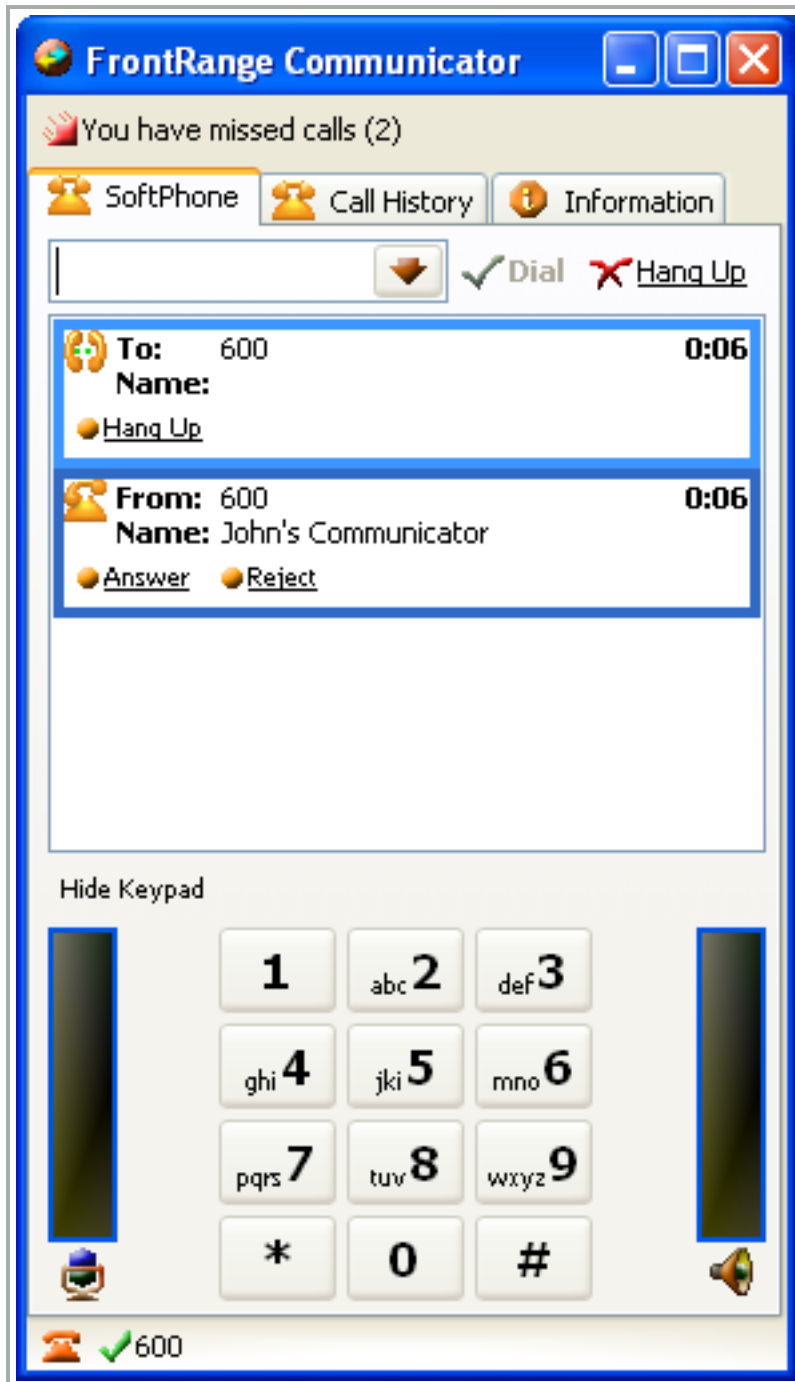 FrontRange Communicator
You have missed calls (2)
SoftPhone Call History Information
Dial Hang Up
To: 600 0:06
Name:
Hang Up
From: 600 0:06
Name: John's Communicator
Answer Reject
Hide Keypad
1 abc 2 def 3
ghi 4 jki 5 mno 6
pqrs 7 tuv 8 wxyz 9
* 0 #
600